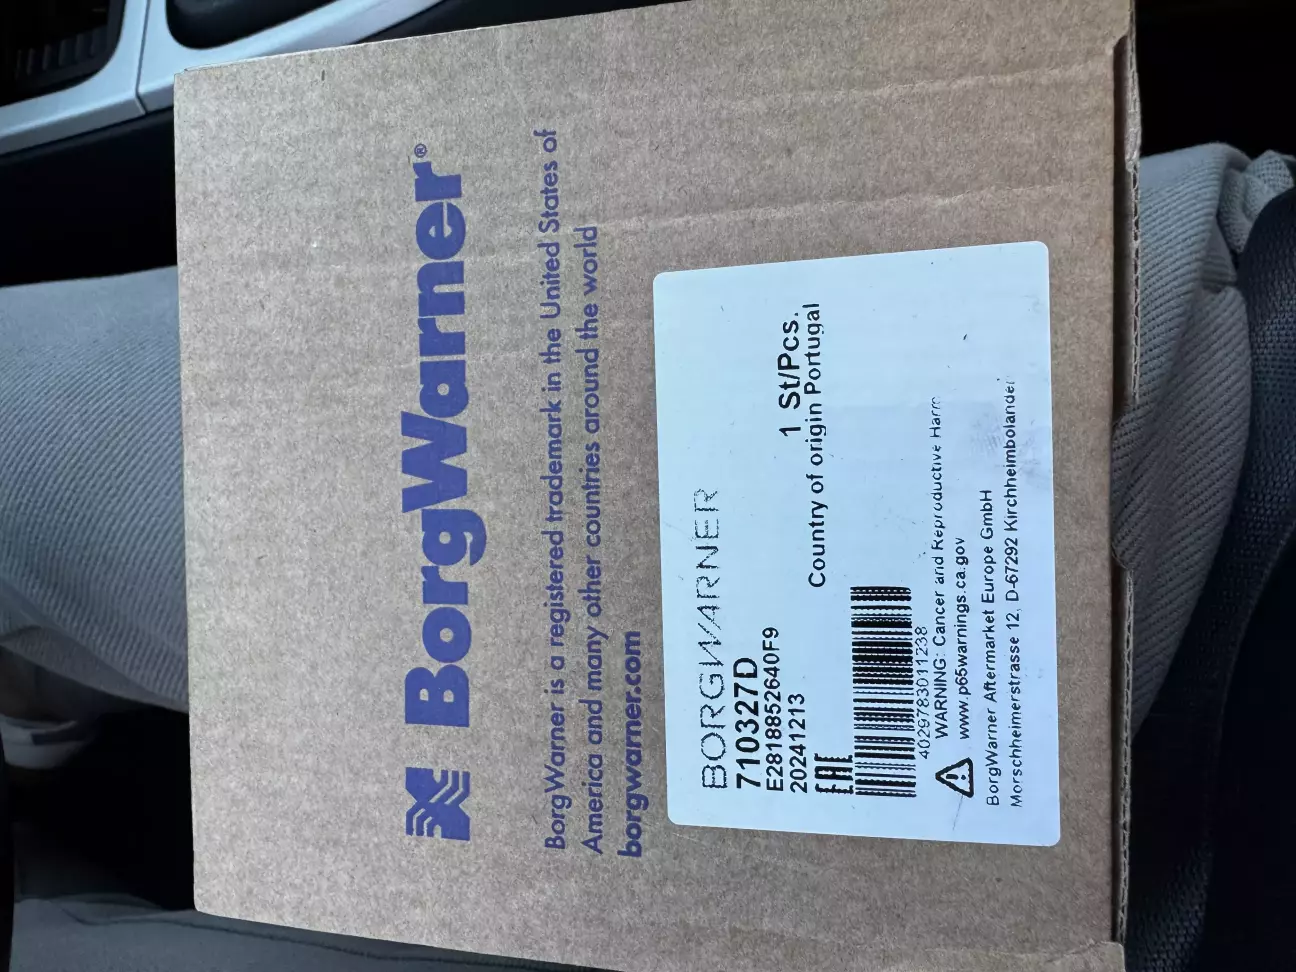 BorgWarner®
BorgWarner is a registered trademark in the United States of
America and many other countries around the world
borgwarner.com
BORGWARNER
710327D
E2818852640F9
20241213
1 St/Pcs.
Country of origin Portugal
EAC
4029783011238
WARNING: Cancer and Reproductive Harm
www.p65warnings.ca.gov
BorgWarner Aftermarket Europe GmbH
Morschheimerstrasse 12, D-67292 Kirchheimbolanden